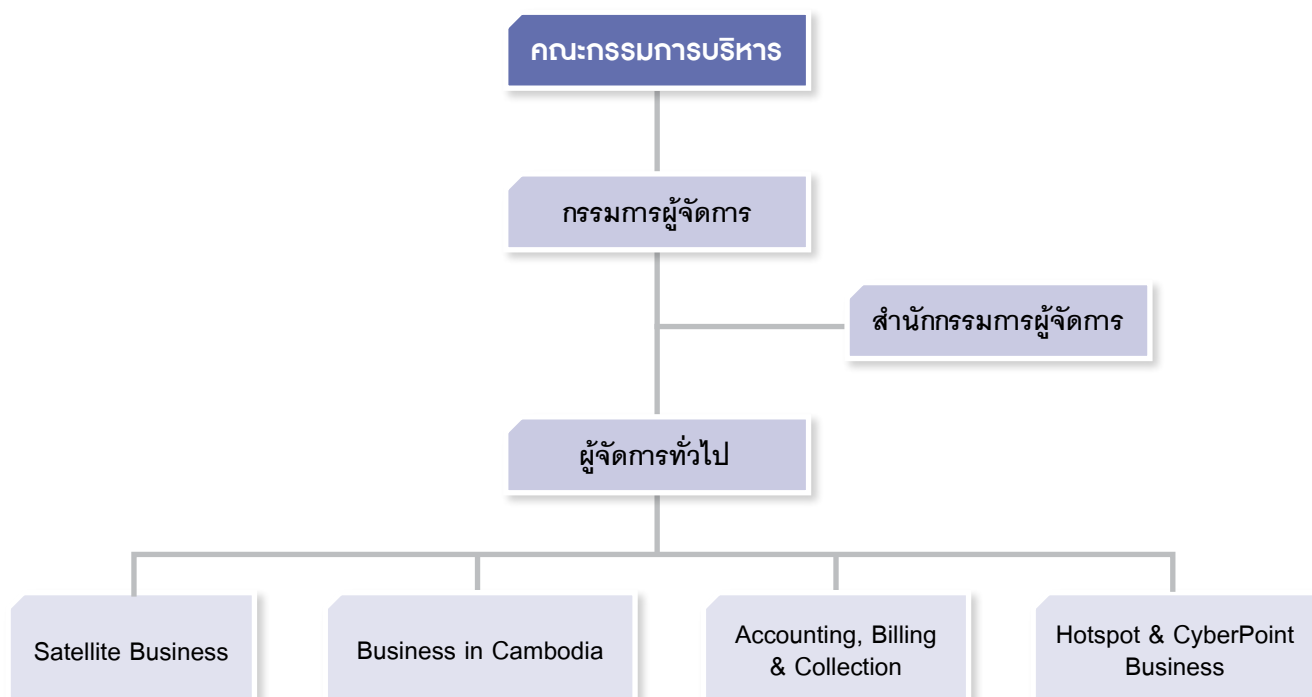 คณะกรรมการบริหาร
กรรมการผู้จัดการ
สำนักกรรมการผู้จัดการ
ผู้จัดการทั่วไป
Satellite Business
Business in Cambodia
Accounting, Billing
& Collection
Hotspot & CyberPoint
Business